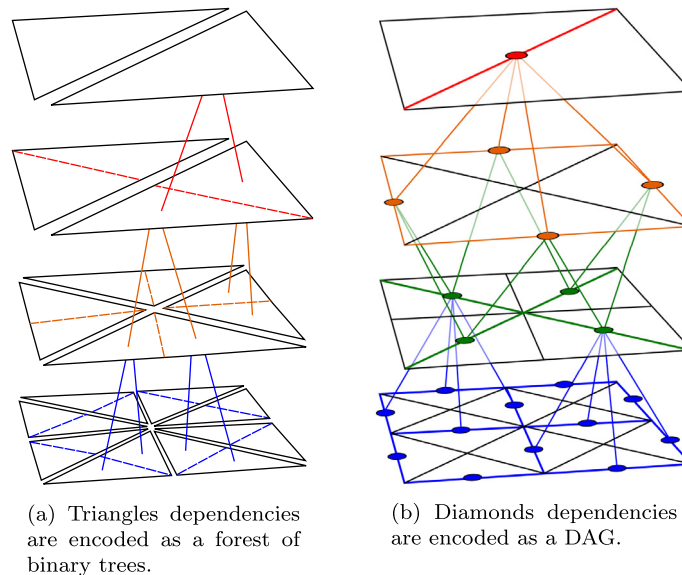 (a) Triangles dependencies
are encoded as a forest of
binary trees.
(b) Diamonds dependencies
are encoded as a DAG.